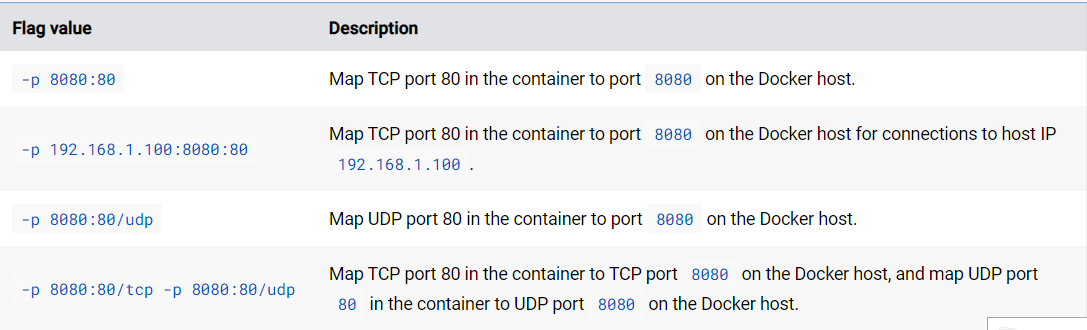 Flag value Description
-p 8080:80 Map TCP port 80 in the container to port 8080 on the Docker host.
-p 192.168.1.100:8080:80 Map TCP port 80 in the container to port 8080 on the Docker host for connections to host IP
192.168.1.100 .
-p 8080:80/udp Map UDP port 80 in the container to port 8080 on the Docker host.
-p 8080:80/tcp -p 8080:80/udp Map TCP port 80 in the container to TCP port 8080 on the Docker host, and map UDP port
80 in the container to UDP port 8080 on the Docker host.